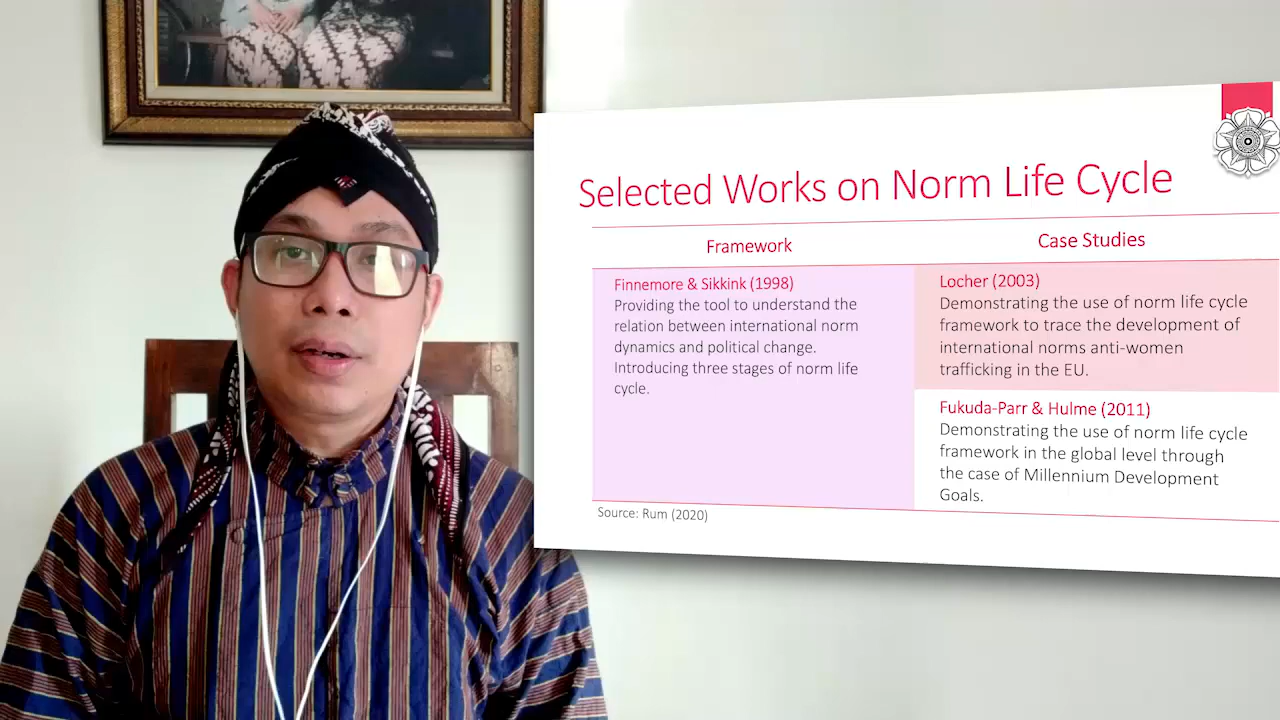 Selected Works on Norm Life Cycle
Framework
Case Studies
Finnemore & Sikkink (1998)
Providing the tool to understand the
relation between international norm
dynamics and political change.
Introducing three stages of norm life
cycle.
Locher (2003)
Demonstrating the use of norm life cycle
framework to trace the development of
international norms anti-women
trafficking in the EU.
Fukuda-Parr & Hulme (2011)
Demonstrating the use of norm life cycle
framework in the global level through
the case of Millennium Development
Goals.
Source: Rum (2020)